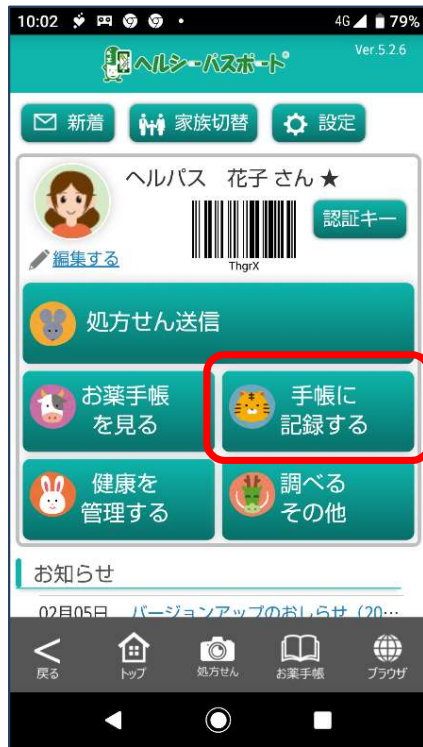 10:02 4G 79%
ヘルシーパスポート®
Ver.5.2.6
新着 家族切替 設定
ヘルパス 花子 さん ★
認証キー
編集する
ThgrX
処方せん送信
お薬手帳
を見る
手帳に
記録する
健康を
管理する
調べる
その他
お知らせ
02月05日 バージョンアップのおしらせ（20…
戻る トップ 処方せん お薬手帳 ブラウザ